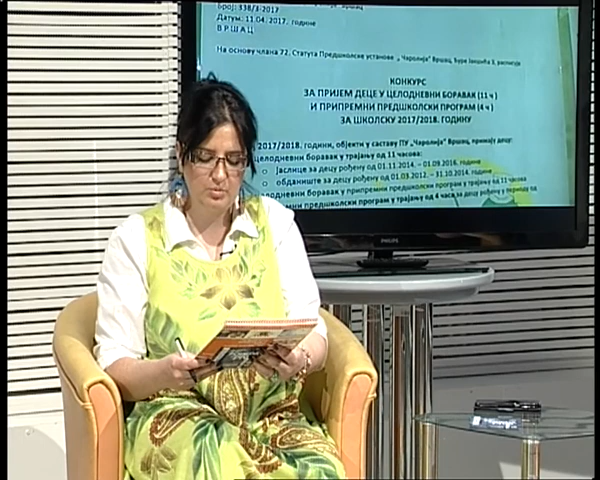 Број: 338/3-2017
Датум: 11.04. 2017. године
ВРШАЦ
На основу члана 72. Статута Предшколске установе „Чаролија" Вршац, Ђуре Јакшића 3, расписује
КОНКУРС
ЗА ПРИЈЕМ ДЕЦЕ У ЦЕЛОДНЕВНИ БОРАВАК (11 ч)
И ПРИПРЕМНИ ПРЕДШКОЛСКИ ПРОГРАМ (4 ч)
ЗА ШКОЛСКУ 2017/2018. ГОДИНУ
2017/2018. години, објекти у саставу ПУ „Чаролија" Вршац, примају децу:
целодневни боравак у трајању од 11 часова:
○ јаслице за децу рођену од 01.11.2014. – 01.09.2016. године
○ обданиште за децу рођену од 01.03.2012. – 31.10.2014. године
боравак у припремни предшколски програм у трајању од 11 часова
предшколски програм у трајању од 4 часа за децу рођену у периоду од
PHILIPS